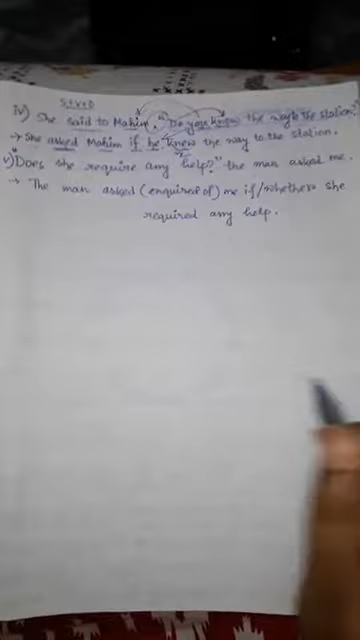 S+V+O
iv) She said to Mahim, "Do you know the way to the station.
→ She asked Mahim if he knew the way to the station.
v) "Does she require any help?" the man asked me.
→ The man asked (enquired of) me if/whether she
required any help.